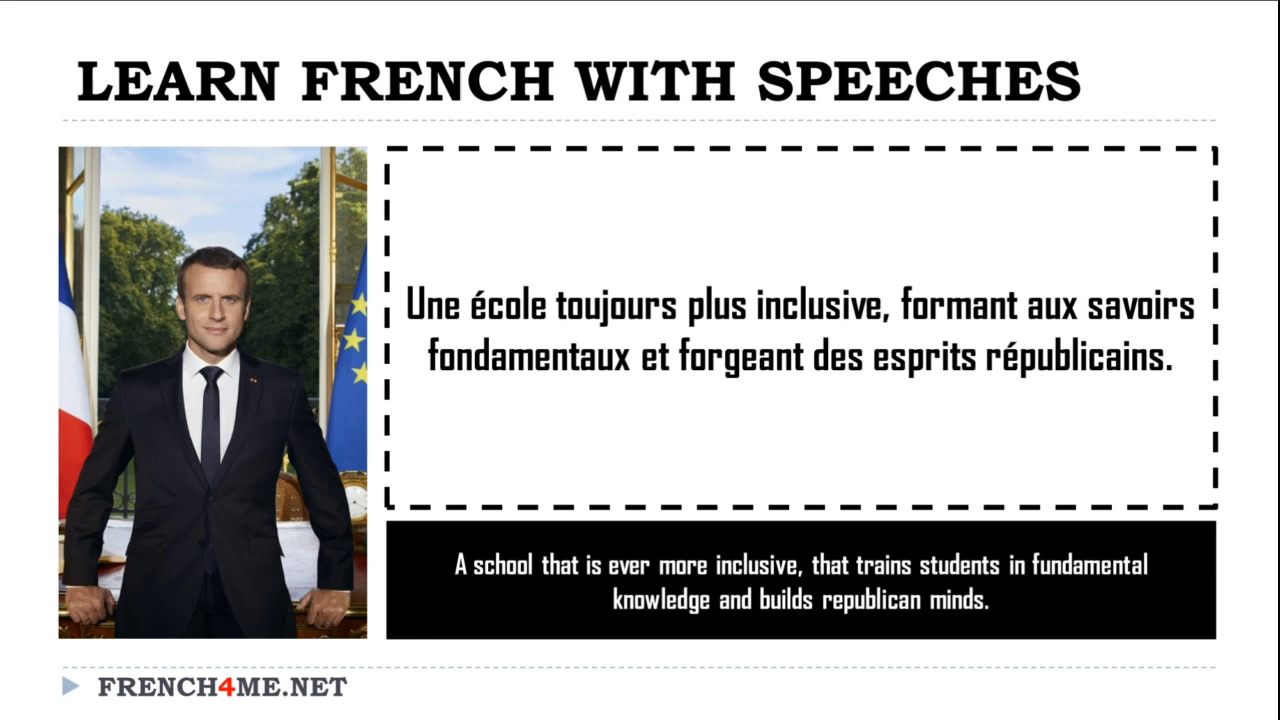 LEARN FRENCH WITH SPEECHES
Une école toujours plus inclusive, formant aux savoirs
fondamentaux et forgeant des esprits républicains.
A school that is ever more inclusive, that trains students in fundamental
knowledge and builds republican minds.
FRENCH4ME.NET